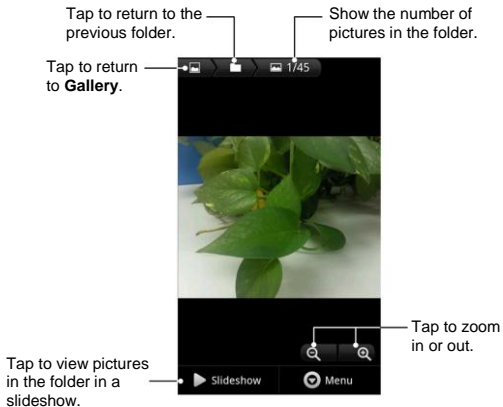 Tap to return to the
previous folder.
Show the number of
pictures in the folder.
Tap to return
to Gallery.
1/45
Tap to zoom
in or out.
Tap to view pictures
in the folder in a
slideshow.
Slideshow
Menu